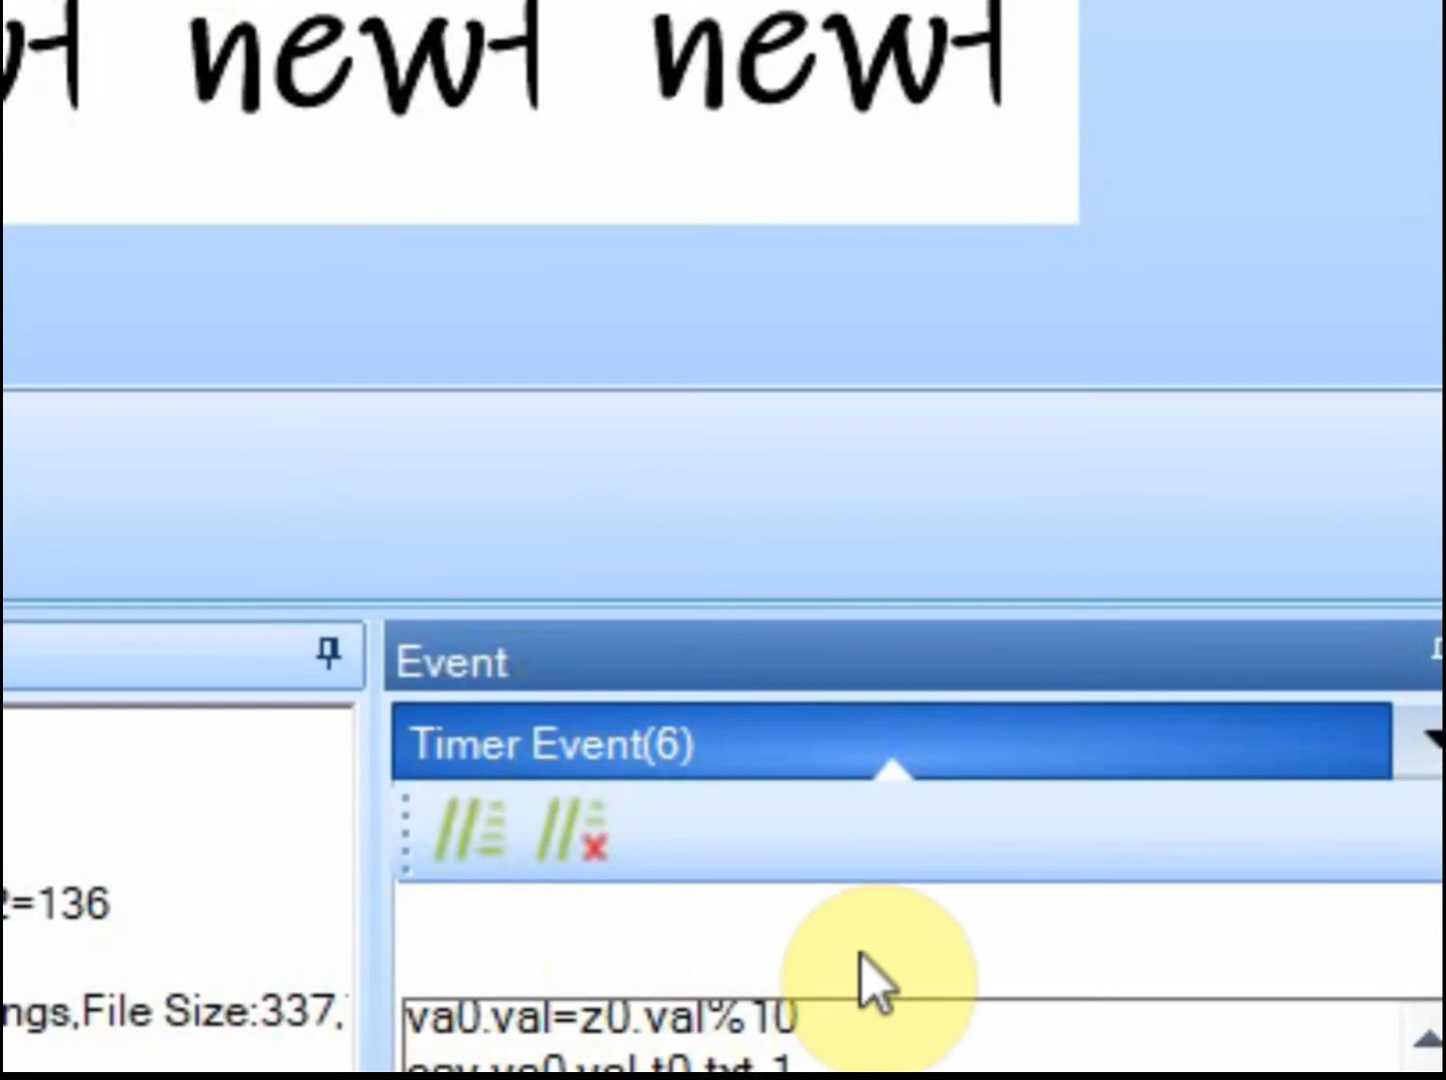 newt newt
Event
Timer Event(6)
=136
ngs,File Size:337,
va0.val=z0.val%10